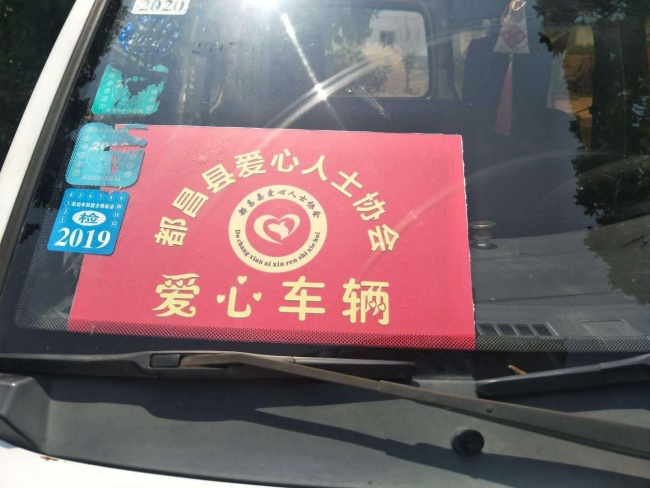 2020
检
2019
都昌县爱心人士协会
都昌县爱心人士协会
Du chang xian ai xin ren shi xie hui
爱心车辆